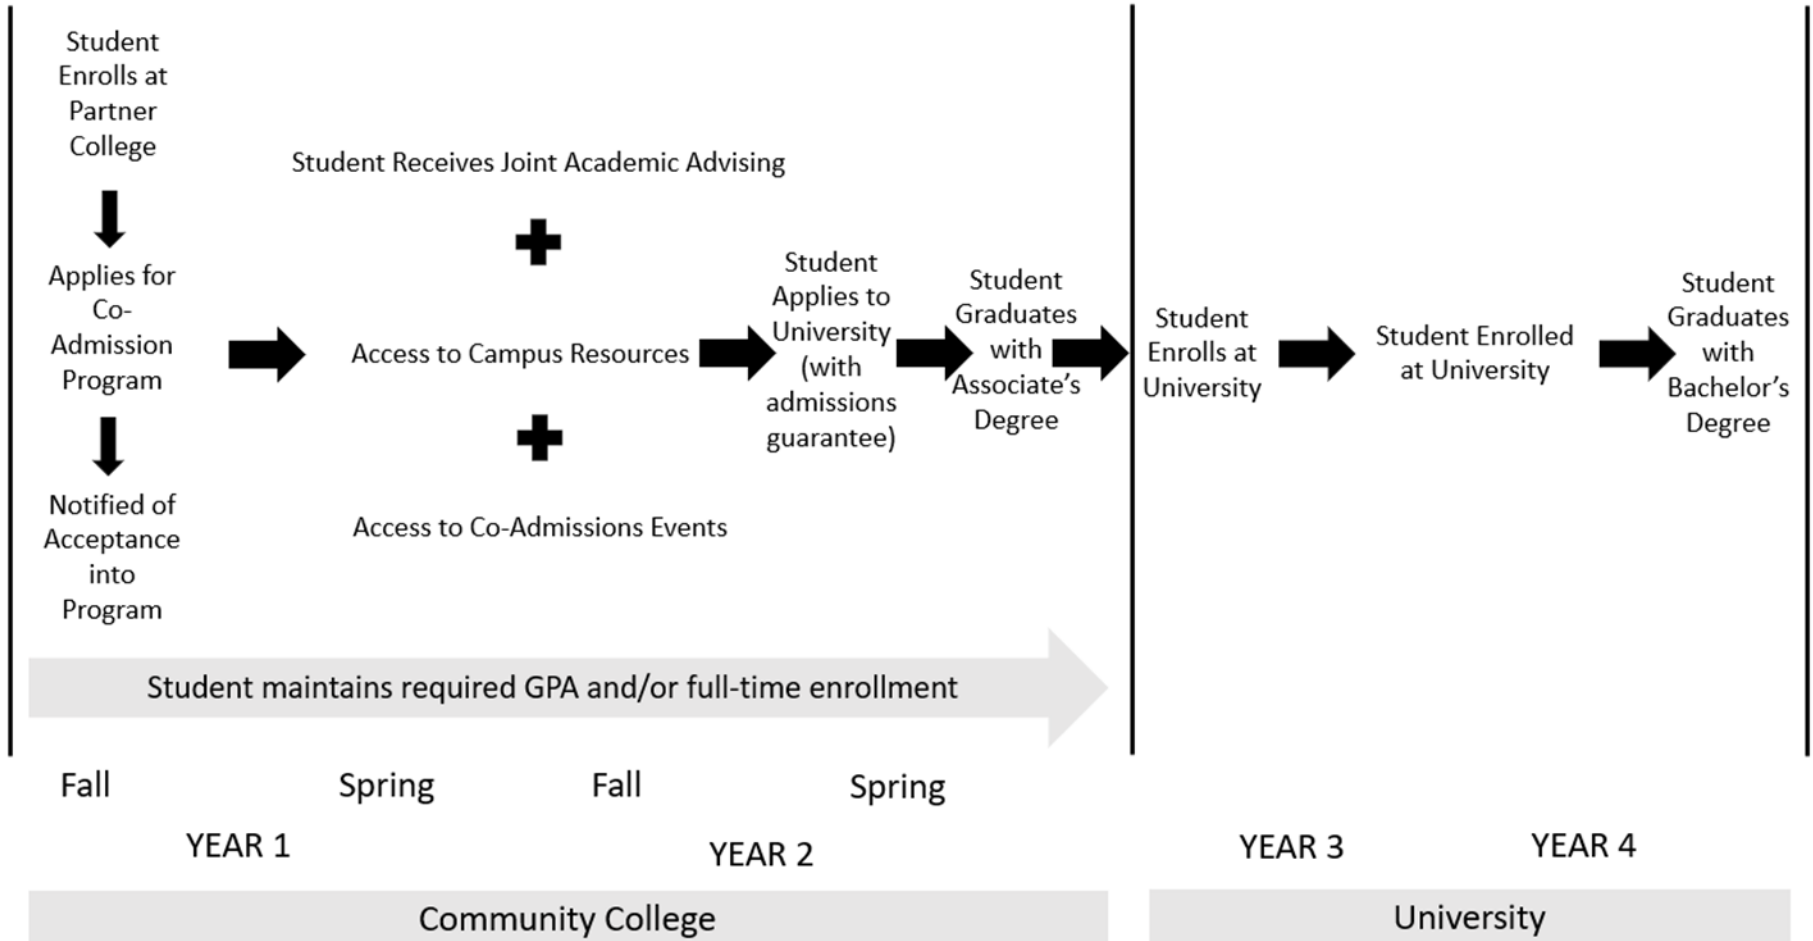 Student
Enrolls at
Partner
College
Applies for
Co-
Admission
Program
Notified of
Acceptance
into
Program
Student Receives Joint Academic Advising
Access to Campus Resources
Access to Co-Admissions Events
Student
Applies to
University
(with
admissions
guarantee)
Student
Graduates
with
Associate’s
Degree
Student
Enrolls at
University
Student Enrolled
at University
Student
Graduates
with
Bachelor’s
Degree
Student maintains required GPA and/or full-time enrollment
Fall
Spring
Fall
Spring
YEAR 1
YEAR 2
YEAR 3
YEAR 4
Community College
University